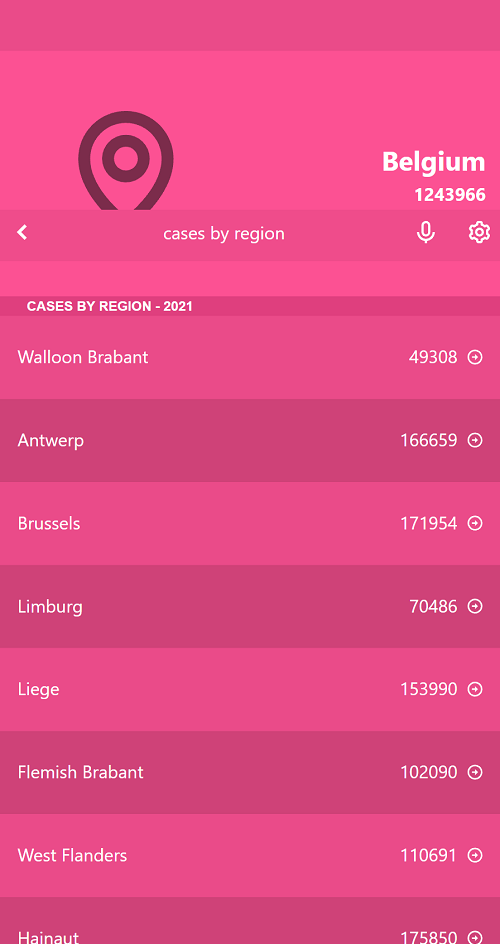 Belgium
1243966
cases by region
CASES BY REGION - 2021
Walloon Brabant 49308
Antwerp 166659
Brussels 171954
Limburg 70486
Liege 153990
Flemish Brabant 102090
West Flanders 110691
Hainaut 175850